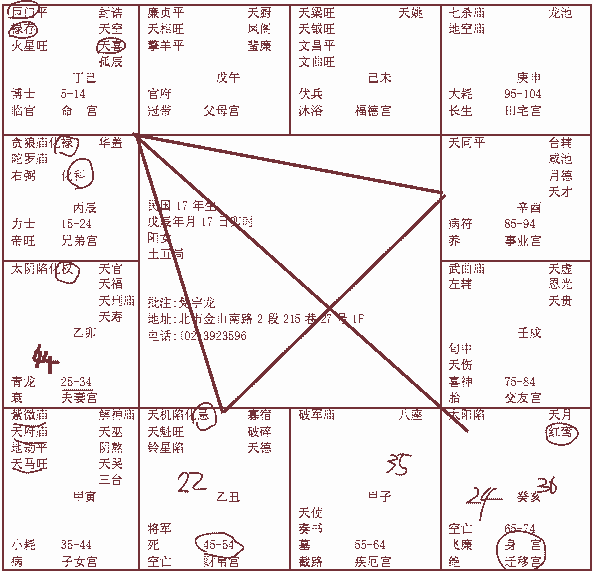 巨门平 封诰
禄存 天空
火星旺 天喜
孤辰
丁巳
博士 5-14
临官 命 宫
廉贞平 天厨
天相旺 凤阁
擎羊平 蜚廉
戊午
官府
冠带 父母宫
天梁旺 天姚
天钺旺
文昌平
文曲旺
己未
伏兵
沐浴 福德宫
七杀庙 龙池
地空庙
庚申
大耗 95-104
长生 田宅宫
贪狼庙化禄 华盖
陀罗庙
右弼 化科
丙辰
力士 15-24
帝旺 兄弟宫
民国 17 年生
戊辰年月 17 日 时
阳女
土五局
批注: 宗龙
地址:北市金山南路 2 段 215 巷 27 号 1F
电话:(02)3923596
天同平 台辅
咸池
月德
天才
辛酉
病符 85-94
养 事业宫
太阴陷化权 天官
天福
天刑庙
天寿
乙卯
44
青龙 25-34
衰 夫妻宫
武曲庙 天虚
左辅 恩光
天贵
壬戌
旬中
天伤
喜神 75-84
胎 交友宫
紫微庙 解神庙
天府庙 天巫
地劫平 阴煞
天马旺 天哭
三台
甲寅
小耗 35-44
病 子女宫
天机陷化忌 寡宿
天魁旺 破碎
铃星陷 天德
22
乙丑
将军
死 45-54
空亡 财帛宫
破军庙 八座
35
甲子
天使
奏书
墓 55-64
截路 疾厄宫
太阳陷 天月
红鸾
24 癸亥 36
空亡 65-74
飞廉 身 宫
绝 迁移宫